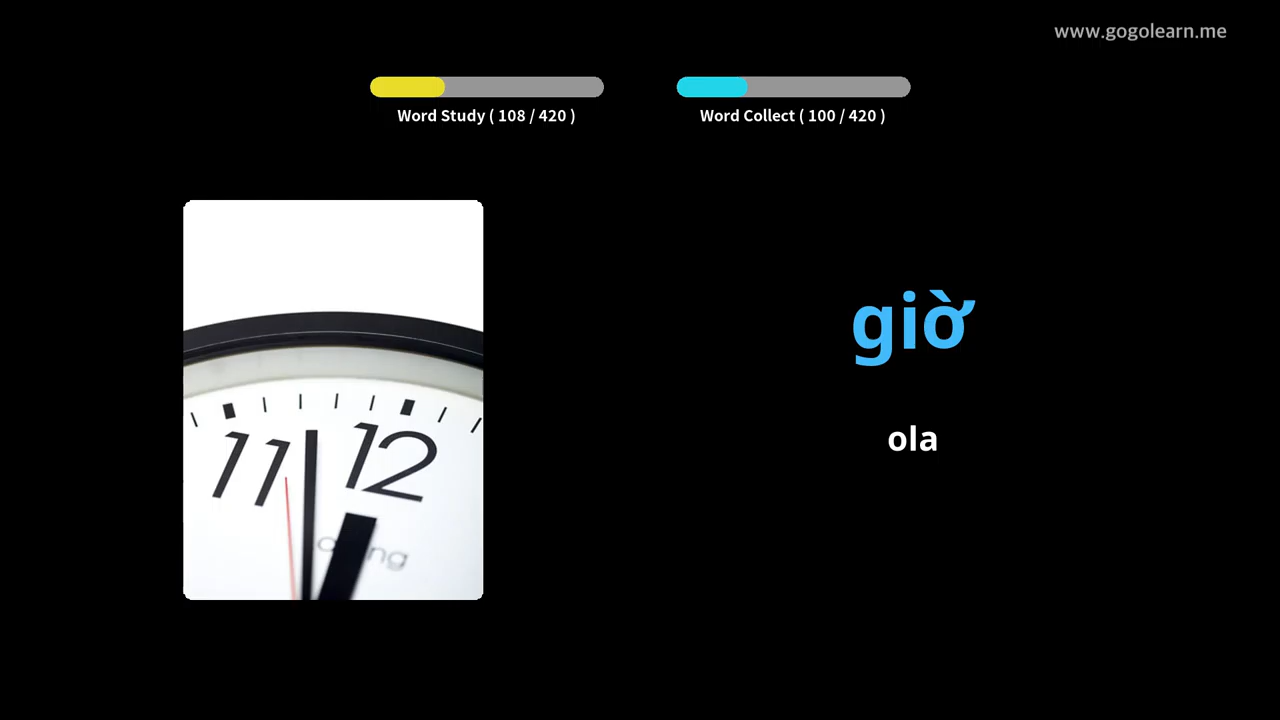 www.gogolearn.me
Word Study ( 108 / 420 )
Word Collect ( 100 / 420 )
giờ
ola
11
12